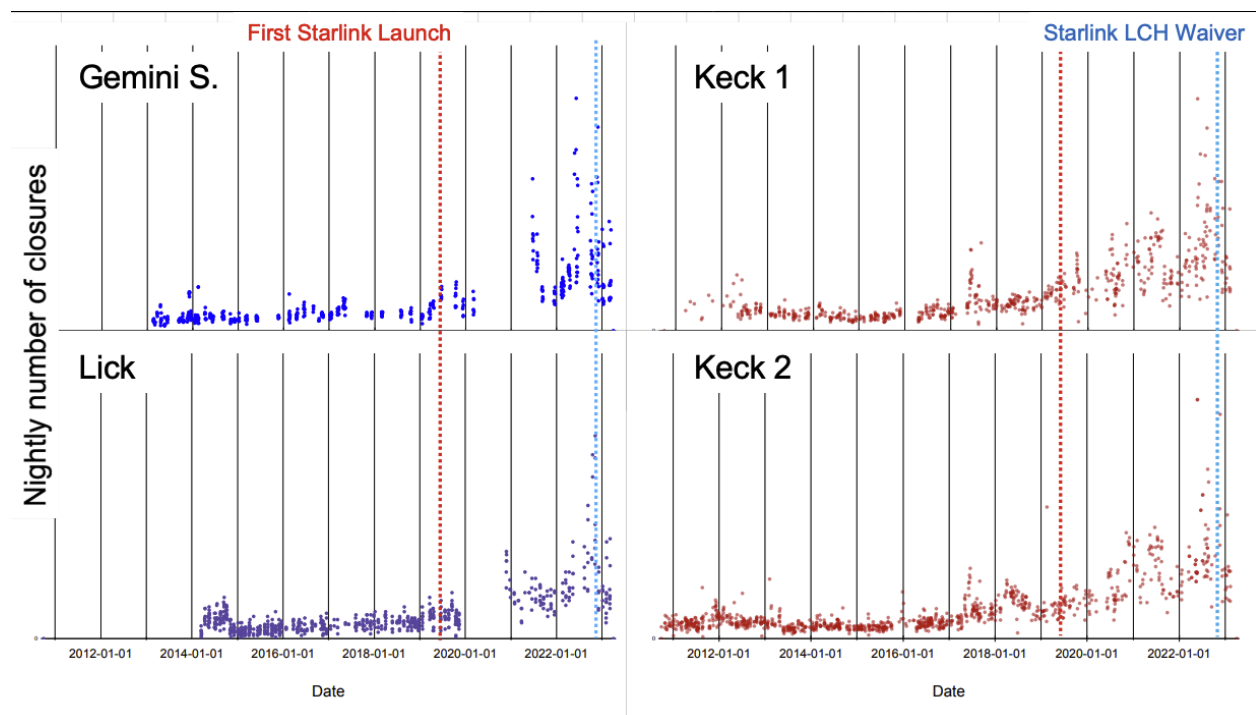 First Starlink Launch
Starlink LCH Waiver
Gemini S.
Keck 1
Nightly number of closures
Lick
Keck 2
0
0
2012-01-01 2014-01-01 2016-01-01 2018-01-01 2020-01-01 2022-01-01
2012-01-01 2014-01-01 2016-01-01 2018-01-01 2020-01-01 2022-01-01
Date
Date